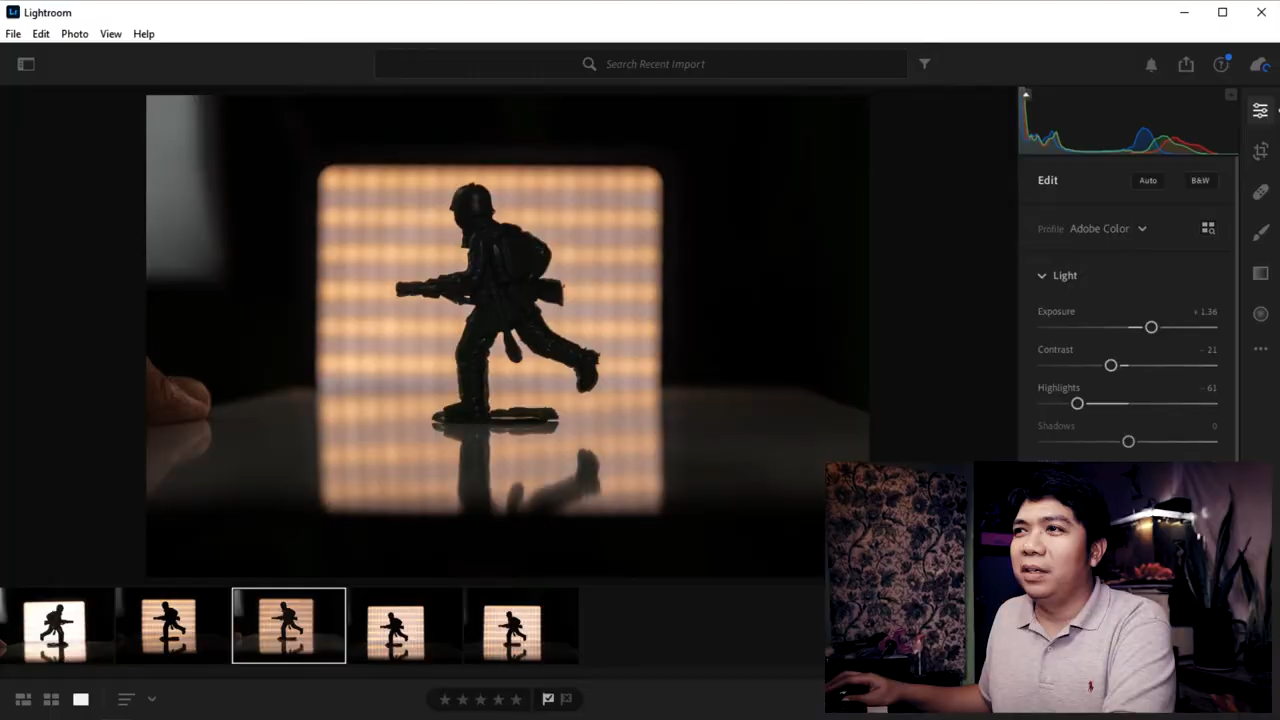 Lr Lightroom
File Edit Photo View Help
Search Recent Import
Edit Auto B&W
Profile Adobe Color
Light
Exposure + 1.36
Contrast - 21
Highlights - 61
Shadows 0